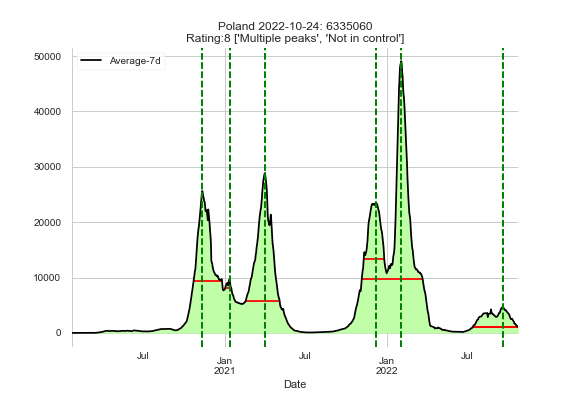 Poland 2022-10-24: 6335060
Rating:8 ['Multiple peaks', 'Not in control']
Average-7d
50000
40000
30000
20000
10000
0
Jul
Jan
2021
Jul
Jan
2022
Jul
Date